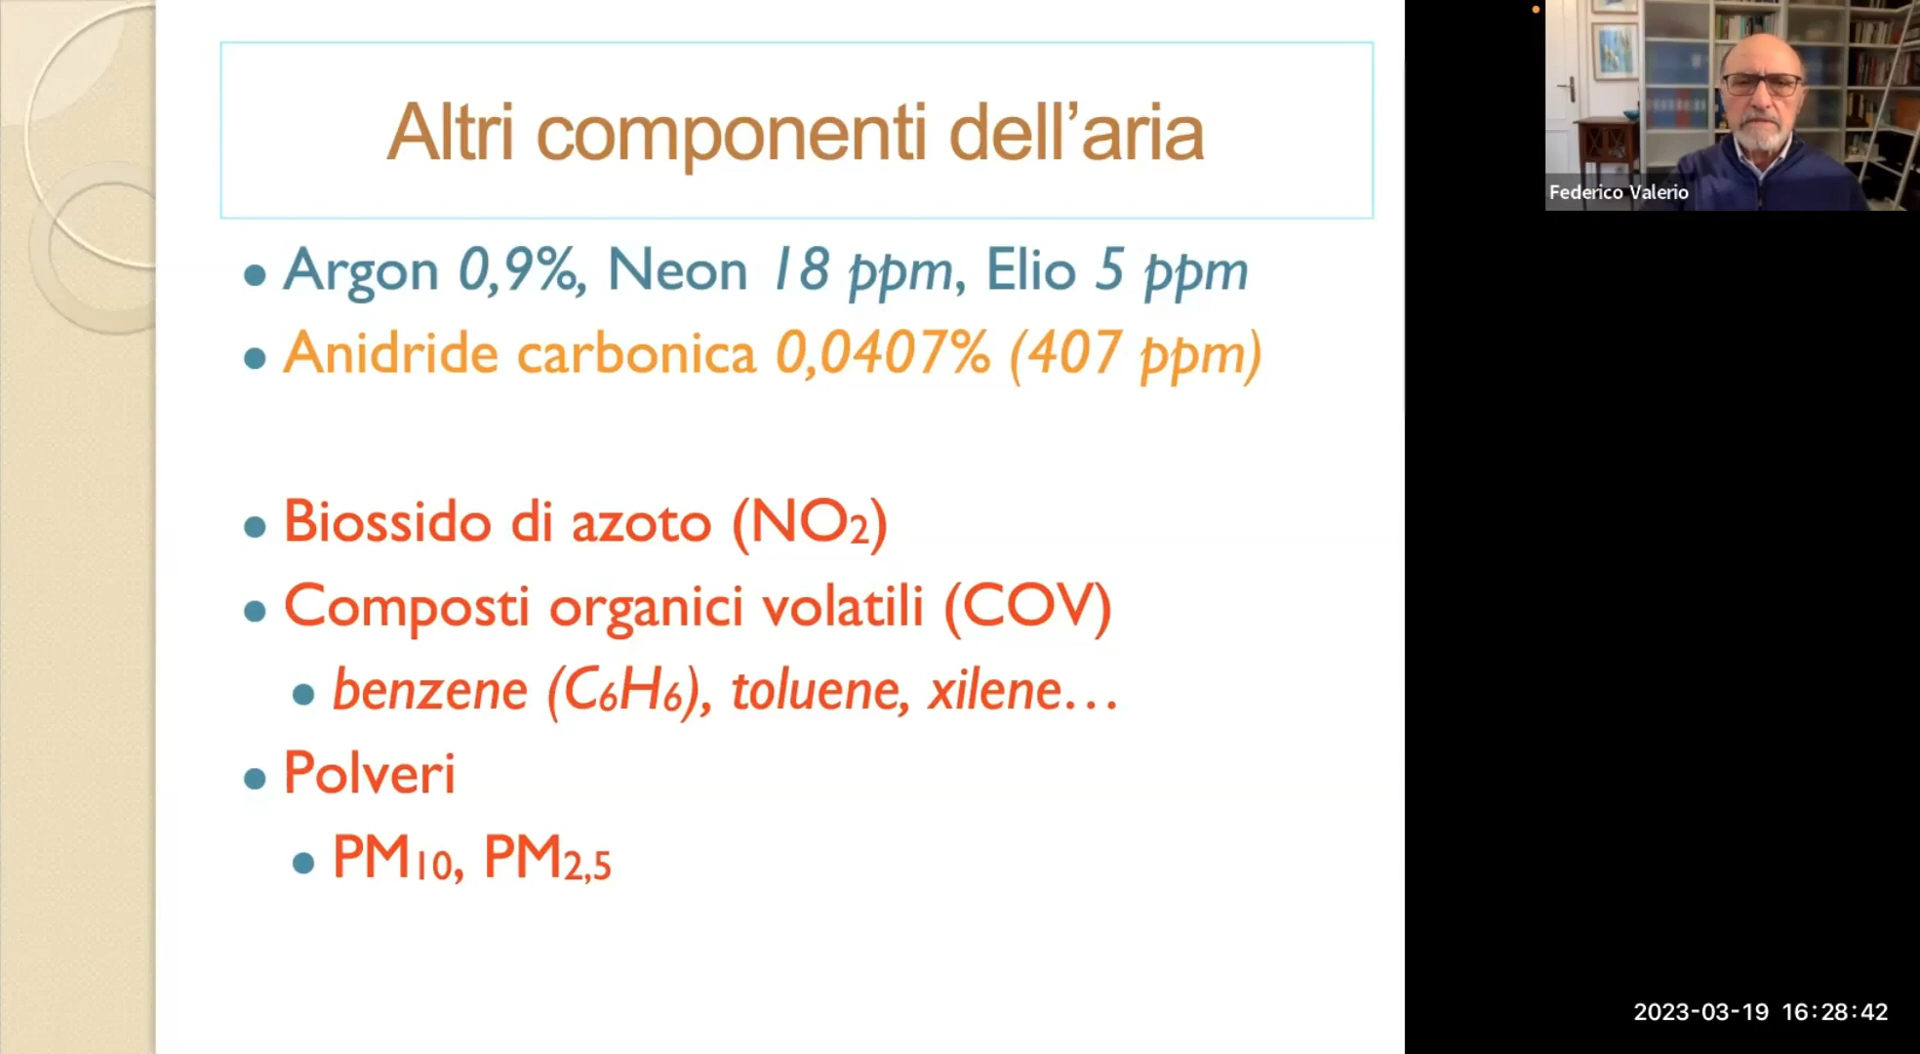 Altri componenti dell’aria
• Argon 0,9%, Neon 18 ppm, Elio 5 ppm
• Anidride carbonica 0,0407% (407 ppm)
• Biossido di azoto (NO2)
• Composti organici volatili (COV)
• benzene (C6H6), toluene, xilene…
• Polveri
• PM10, PM2,5
Federico Valerio
2023-03-19 16:28:42